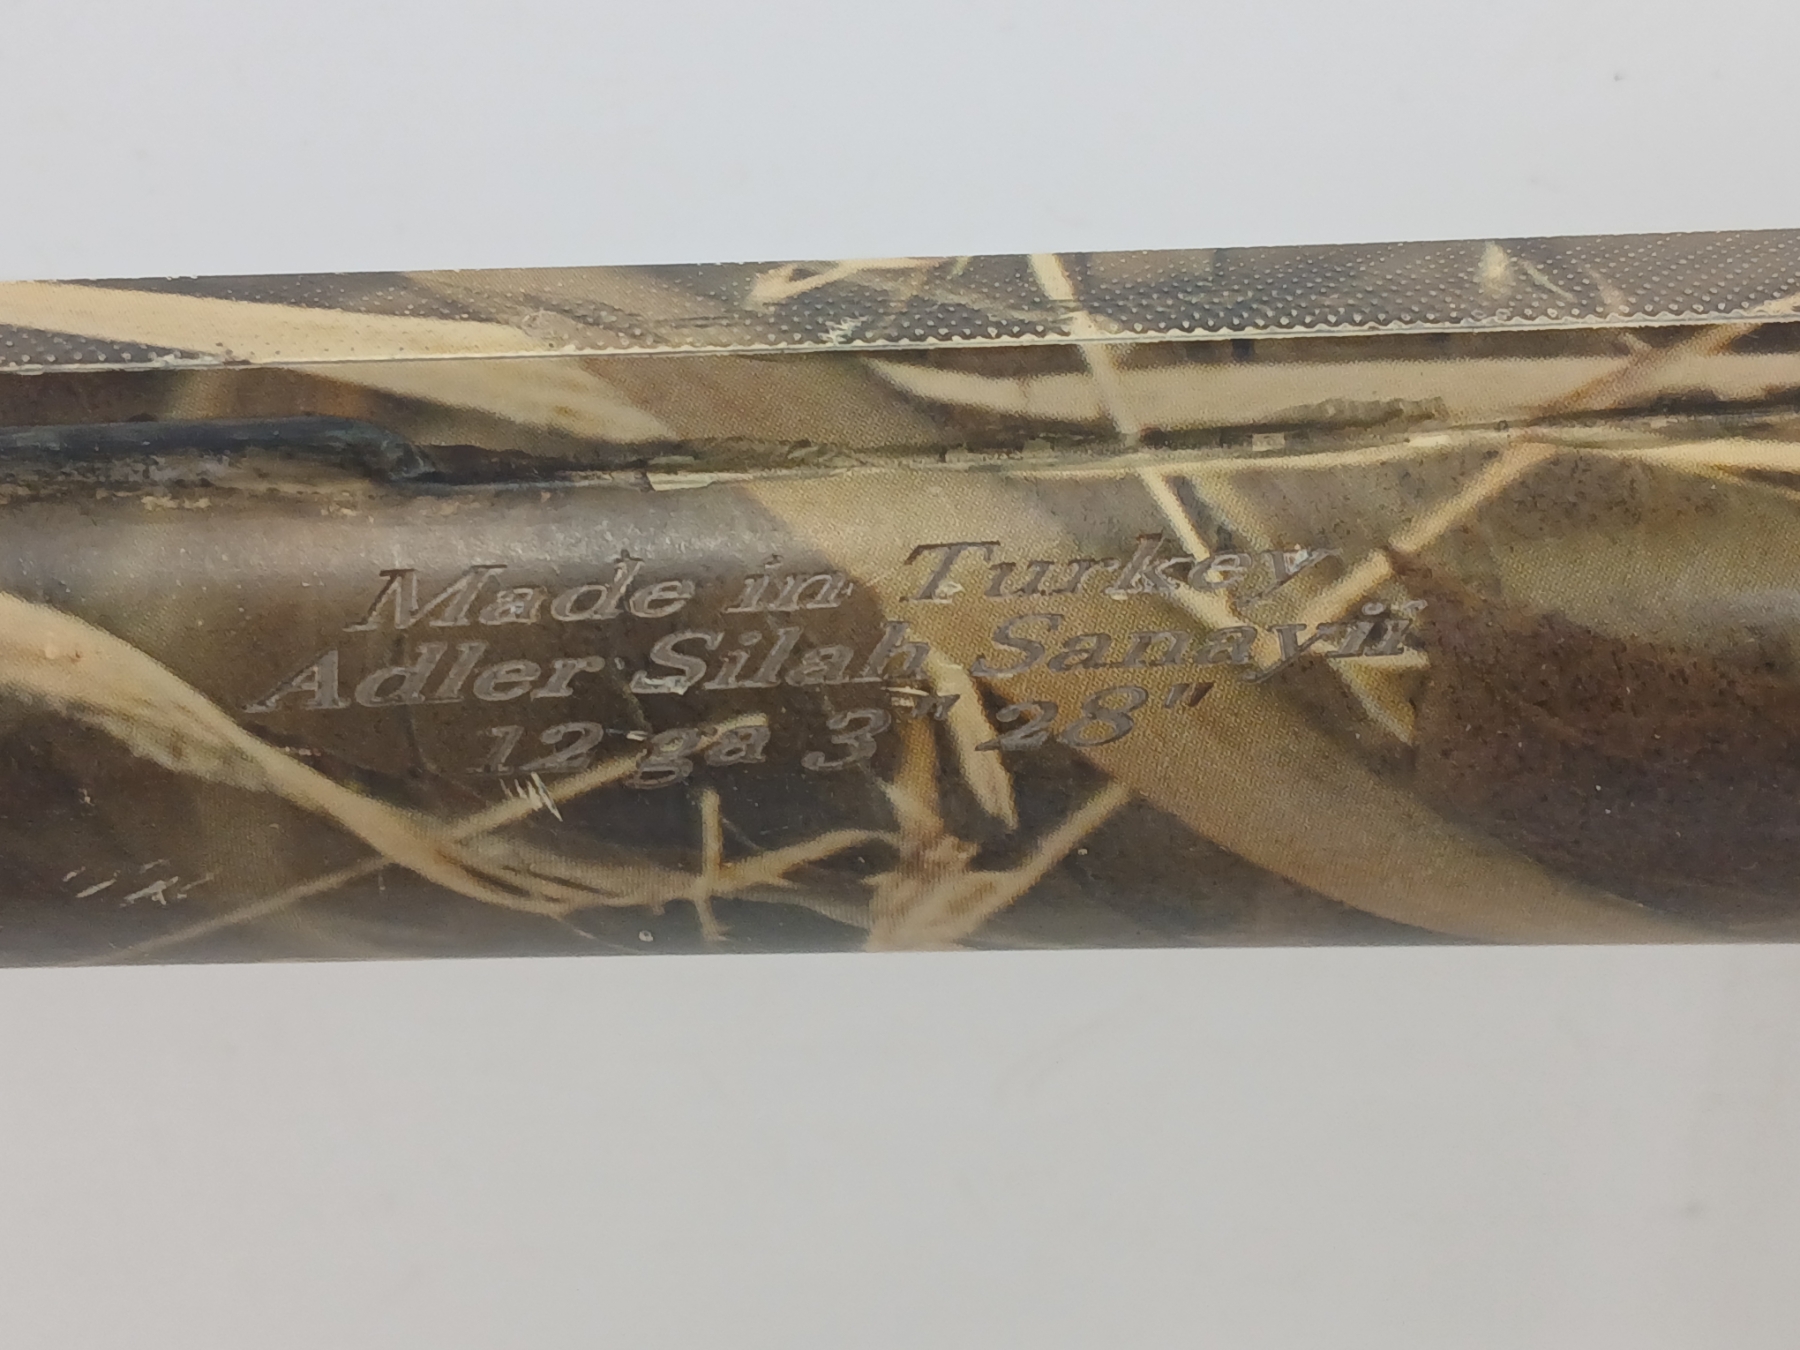 Made in Turkey
Adler Silah Sanayii
12 ga 3" 28"